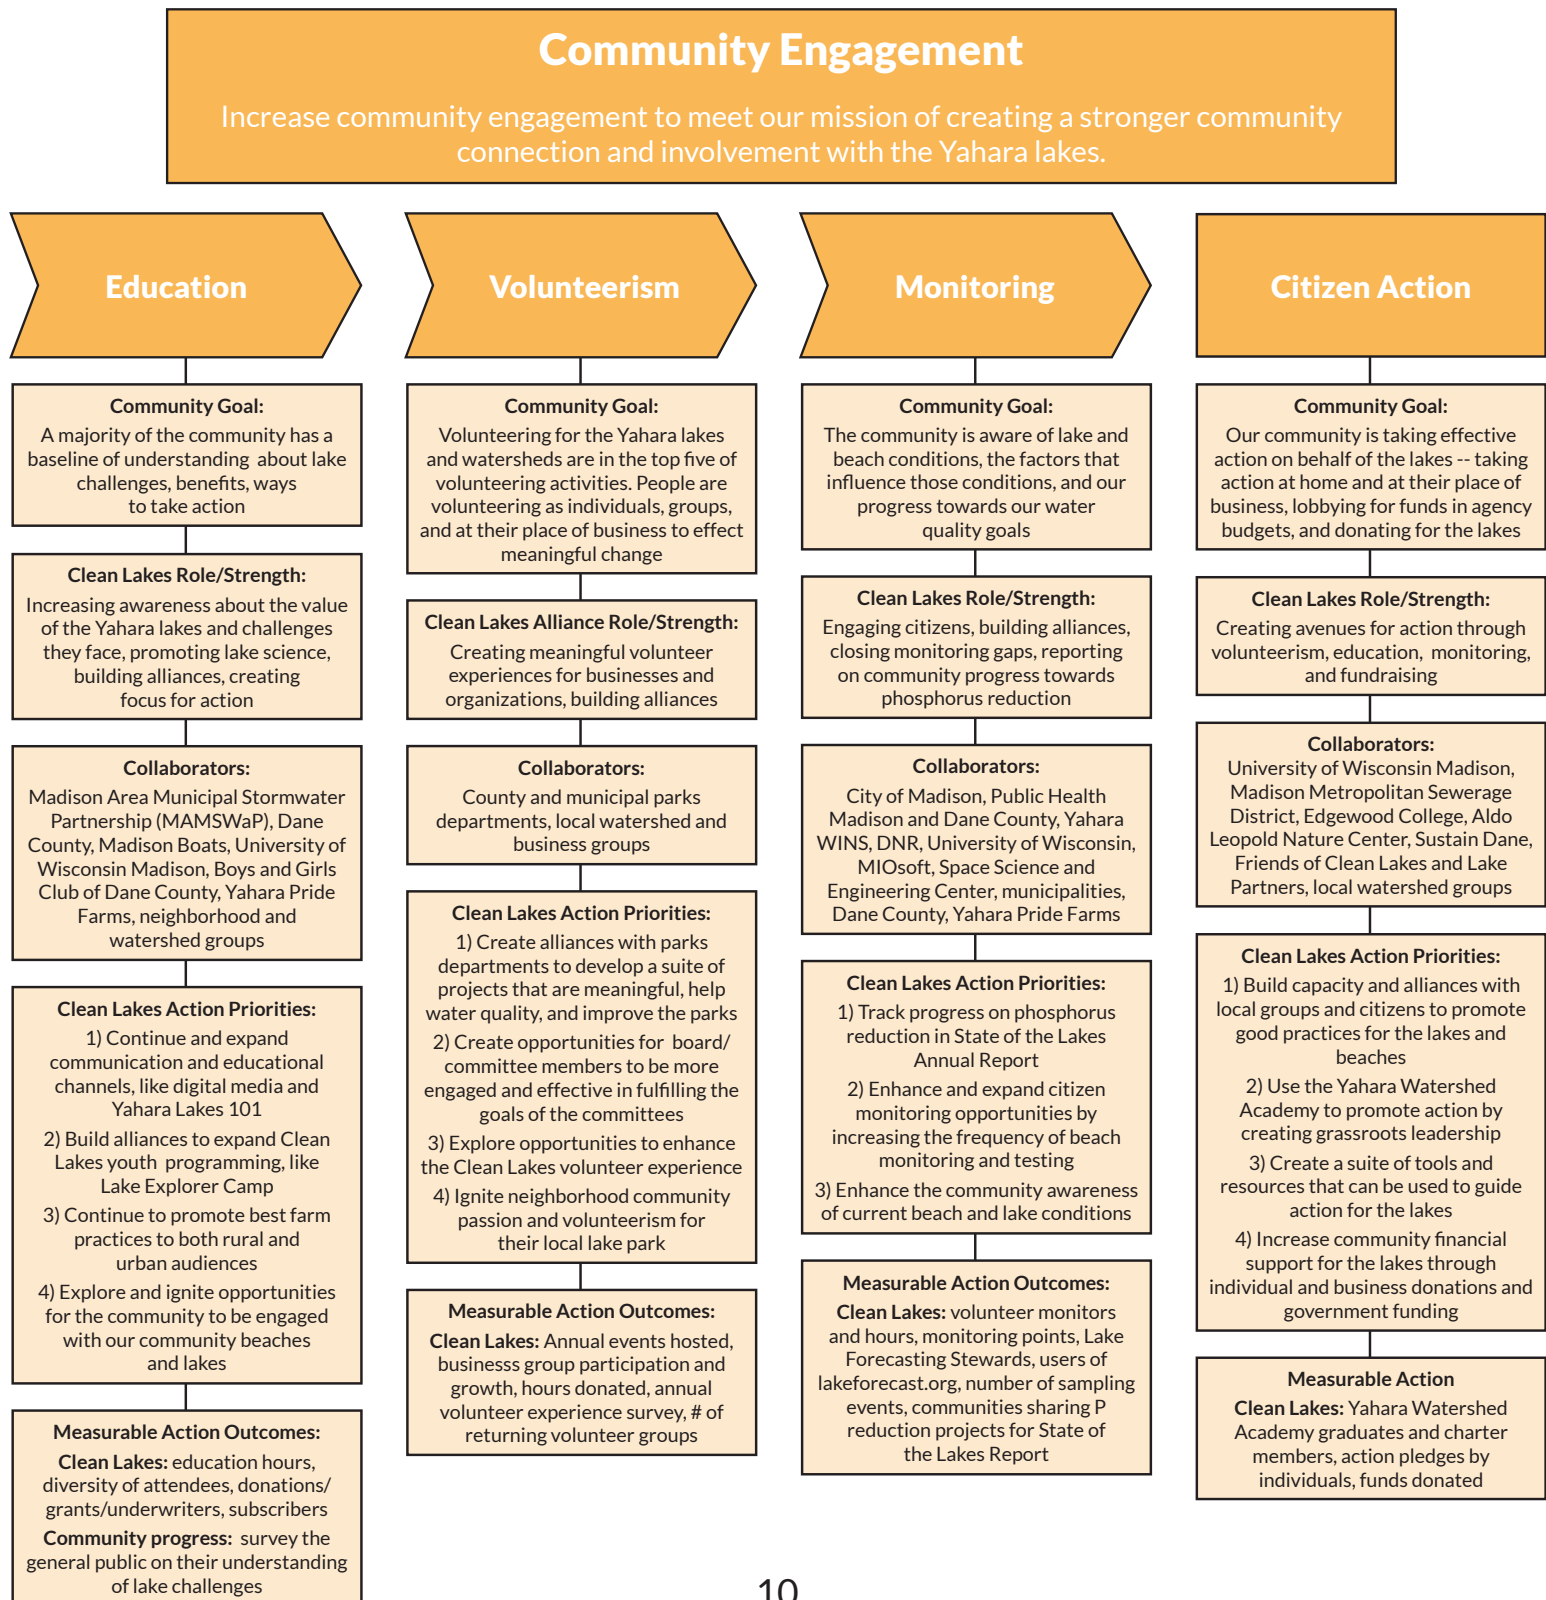 Community Engagement
Increase community engagement to meet our mission of creating a stronger community
connection and involvement with the Yahara lakes.
Education
Community Goal:
A majority of the community has a
baseline of understanding about lake
challenges, benefits, ways
to take action
Clean Lakes Role/Strength:
Increasing awareness about the value
of the Yahara lakes and challenges
they face, promoting lake science,
building alliances, creating
focus for action
Collaborators:
Madison Area Municipal Stormwater
Partnership (MAMSWaP), Dane
County, Madison Boats, University of
Wisconsin Madison, Boys and Girls
Club of Dane County, Yahara Pride
Farms, neighborhood and
watershed groups
Clean Lakes Action Priorities:
1) Continue and expand
communication and educational
channels, like digital media and
Yahara Lakes 101
2) Build alliances to expand Clean
Lakes youth programming, like
Lake Explorer Camp
3) Continue to promote best farm
practices to both rural and
urban audiences
4) Explore and ignite opportunities
for the community to be engaged
with our community beaches
and lakes
Measurable Action Outcomes:
Clean Lakes: education hours,
diversity of attendees, donations/
grants/underwriters, subscribers
Community progress: survey the
general public on their understanding
of lake challenges
Volunteerism
Community Goal:
Volunteering for the Yahara lakes
and watersheds are in the top five of
volunteering activities. People are
volunteering as individuals, groups,
and at their place of business to effect
meaningful change
Clean Lakes Alliance Role/Strength:
Creating meaningful volunteer
experiences for businesses and
organizations, building alliances
Collaborators:
County and municipal parks
departments, local watershed and
business groups
Clean Lakes Action Priorities:
1) Create alliances with parks
departments to develop a suite of
projects that are meaningful, help
water quality, and improve the parks
2) Create opportunities for board/
committee members to be more
engaged and effective in fulfilling the
goals of the committees
3) Explore opportunities to enhance
the Clean Lakes volunteer experience
4) Ignite neighborhood community
passion and volunteerism for
their local lake park
Measurable Action Outcomes:
Clean Lakes: Annual events hosted,
businesss group participation and
growth, hours donated, annual
volunteer experience survey, # of
returning volunteer groups
Monitoring
Community Goal:
The community is aware of lake and
beach conditions, the factors that
influence those conditions, and our
progress towards our water
quality goals
Clean Lakes Role/Strength:
Engaging citizens, building alliances,
closing monitoring gaps, reporting
on community progress towards
phosphorus reduction
Collaborators:
City of Madison, Public Health
Madison and Dane County, Yahara
WINS, DNR, University of Wisconsin,
MIOsoft, Space Science and
Engineering Center, municipalities,
Dane County, Yahara Pride Farms
Clean Lakes Action Priorities:
1) Track progress on phosphorus
reduction in State of the Lakes
Annual Report
2) Enhance and expand citizen
monitoring opportunities by
increasing the frequency of beach
monitoring and testing
3) Enhance the community awareness
of current beach and lake conditions
Measurable Action Outcomes:
Clean Lakes: volunteer monitors
and hours, monitoring points, Lake
Forecasting Stewards, users of
lakeforecast.org, number of sampling
events, communities sharing P
reduction projects for State of
the Lakes Report
Citizen Action
Community Goal:
Our community is taking effective
action on behalf of the lakes -- taking
action at home and at their place of
business, lobbying for funds in agency
budgets, and donating for the lakes
Clean Lakes Role/Strength:
Creating avenues for action through
volunteerism, education, monitoring,
and fundraising
Collaborators:
University of Wisconsin Madison,
Madison Metropolitan Sewerage
District, Edgewood College, Aldo
Leopold Nature Center, Sustain Dane,
Friends of Clean Lakes and Lake
Partners, local watershed groups
Clean Lakes Action Priorities:
1) Build capacity and alliances with
local groups and citizens to promote
good practices for the lakes and
beaches
2) Use the Yahara Watershed
Academy to promote action by
creating grassroots leadership
3) Create a suite of tools and
resources that can be used to guide
action for the lakes
4) Increase community financial
support for the lakes through
individual and business donations and
government funding
Measurable Action
Clean Lakes: Yahara Watershed
Academy graduates and charter
members, action pledges by
individuals, funds donated
10